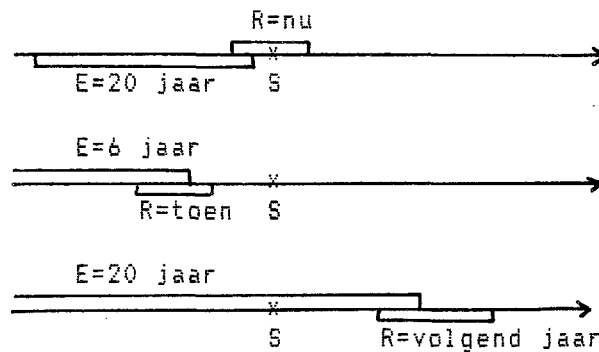 R=nu
x
E=20 jaar S
E=6 jaar
x
R=toen S
E=20 jaar
x
S R=volgend jaar